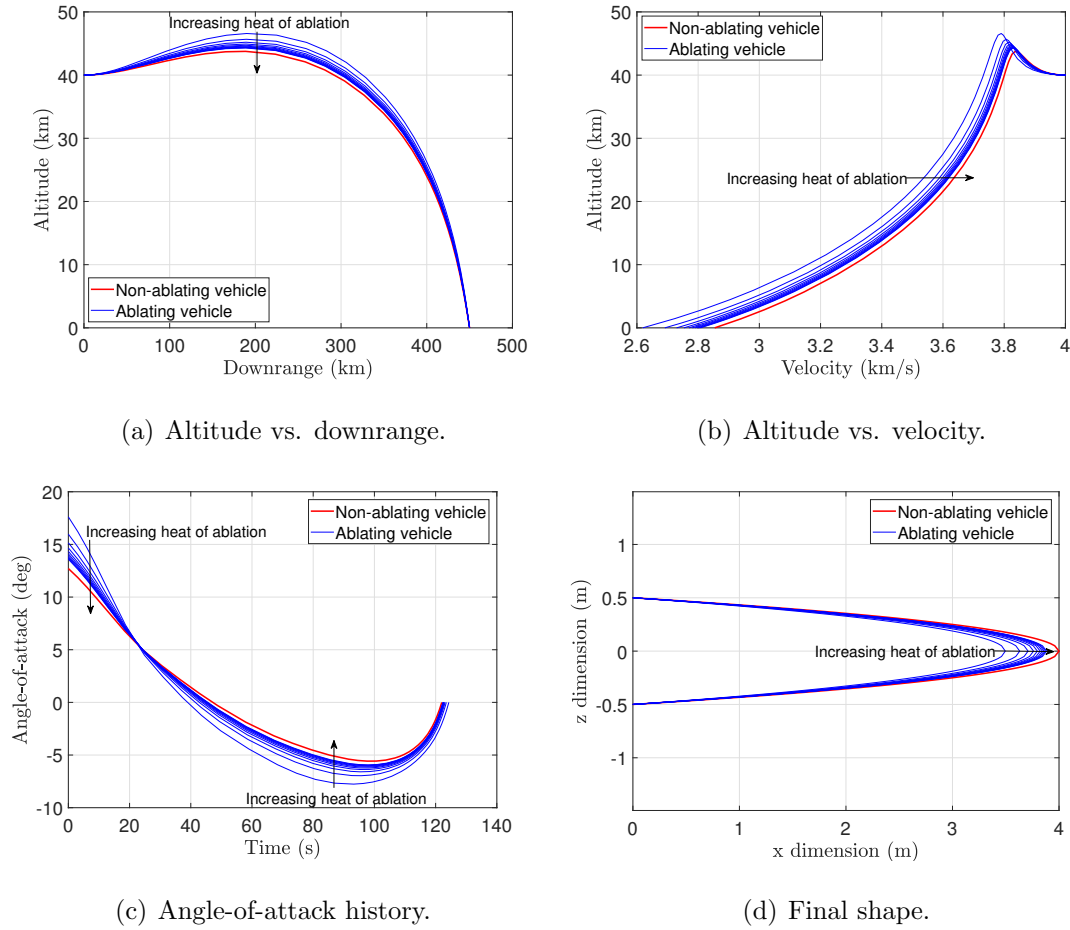 Increasing heat of ablation
Altitude (km)
50
40
30
20
10
0
Non-ablating vehicle
Ablating vehicle
0 100 200 300 400 500
Downrange (km)
(a) Altitude vs. downrange.
Non-ablating vehicle
Ablating vehicle
Altitude (km)
50
40
30
20
10
0
Increasing heat of ablation
2.6 2.8 3 3.2 3.4 3.6 3.8 4
Velocity (km/s)
(b) Altitude vs. velocity.
Non-ablating vehicle
Ablating vehicle
Increasing heat of ablation
Angle-of-attack (deg)
20
15
10
5
0
-5
-10
Increasing heat of ablation
0 20 40 60 80 100 120 140
Time (s)
(c) Angle-of-attack history.
Non-ablating vehicle
Ablating vehicle
z dimension (m)
1
0.5
0
-0.5
-1
Increasing heat of ablation
0 1 2 3 4
x dimension (m)
(d) Final shape.